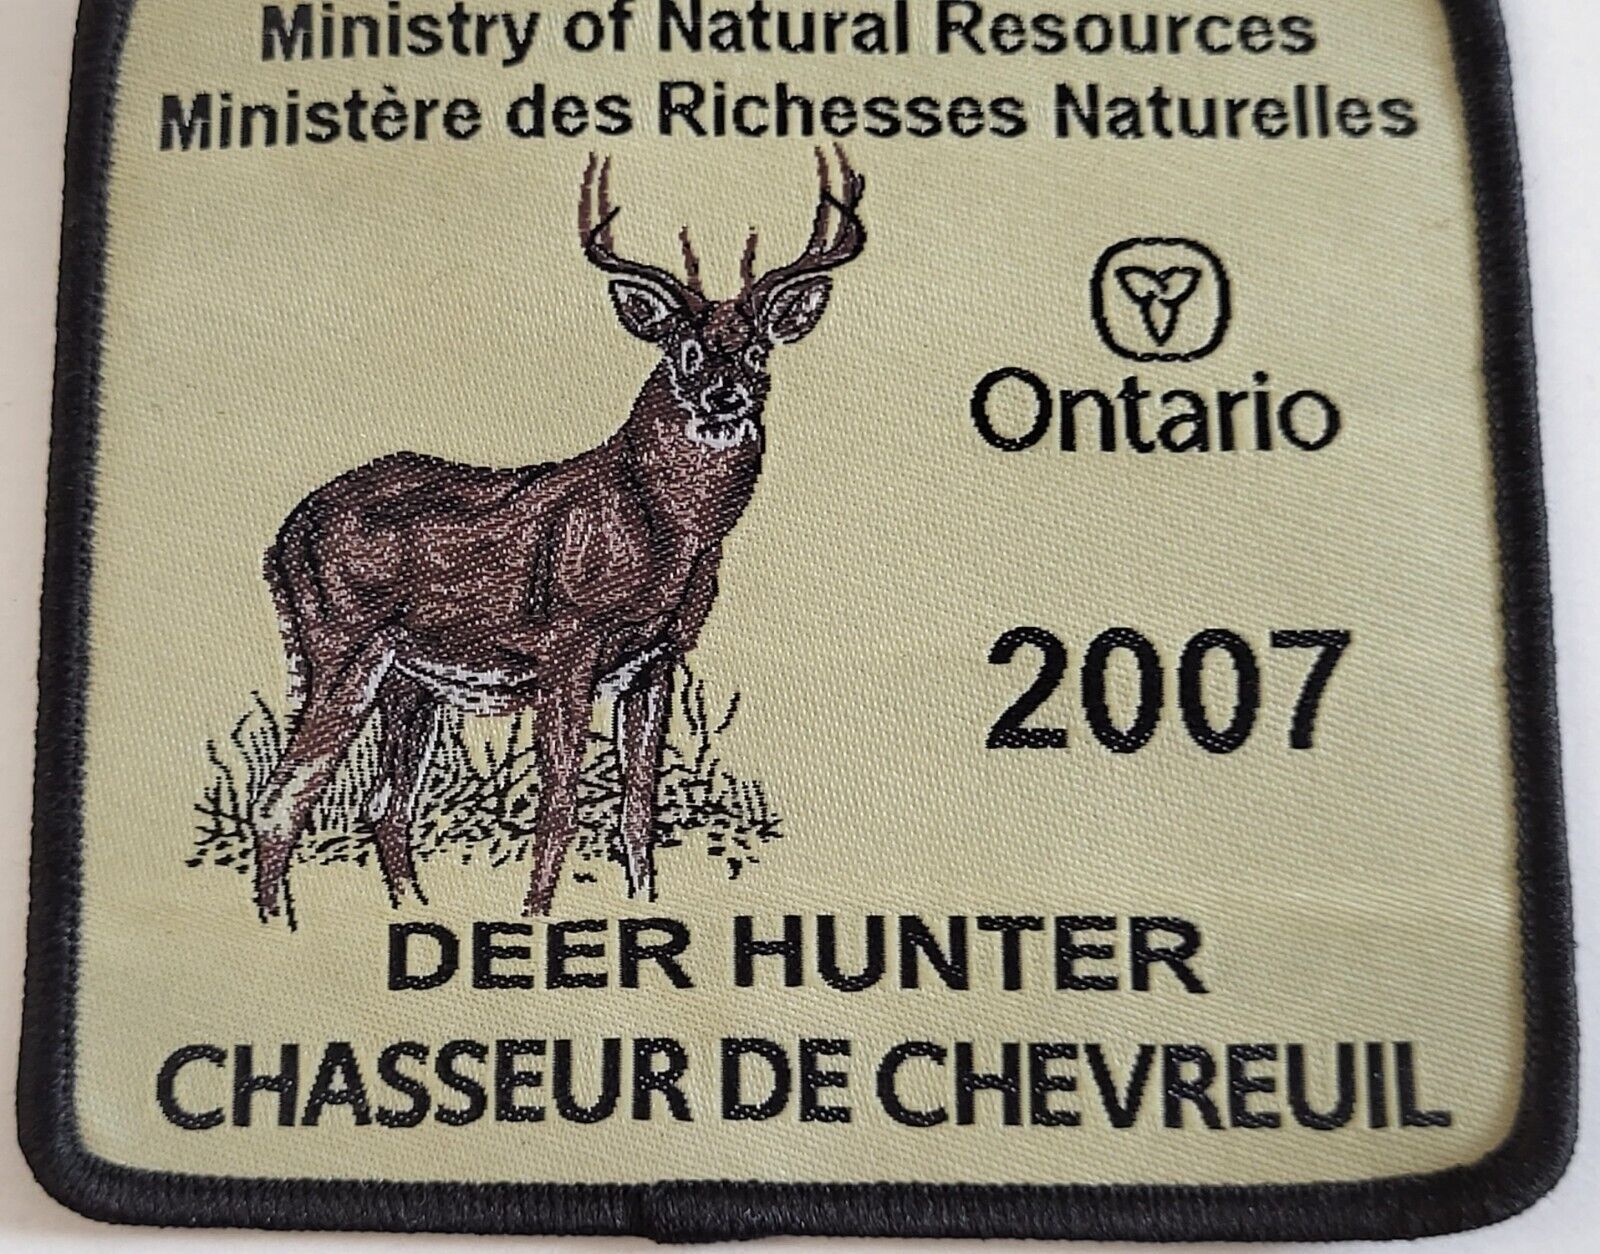 Ministry of Natural Resources
Ministère des Richesses Naturelles
Ontario
2007
DEER HUNTER
CHASSEUR DE CHEVREUIL